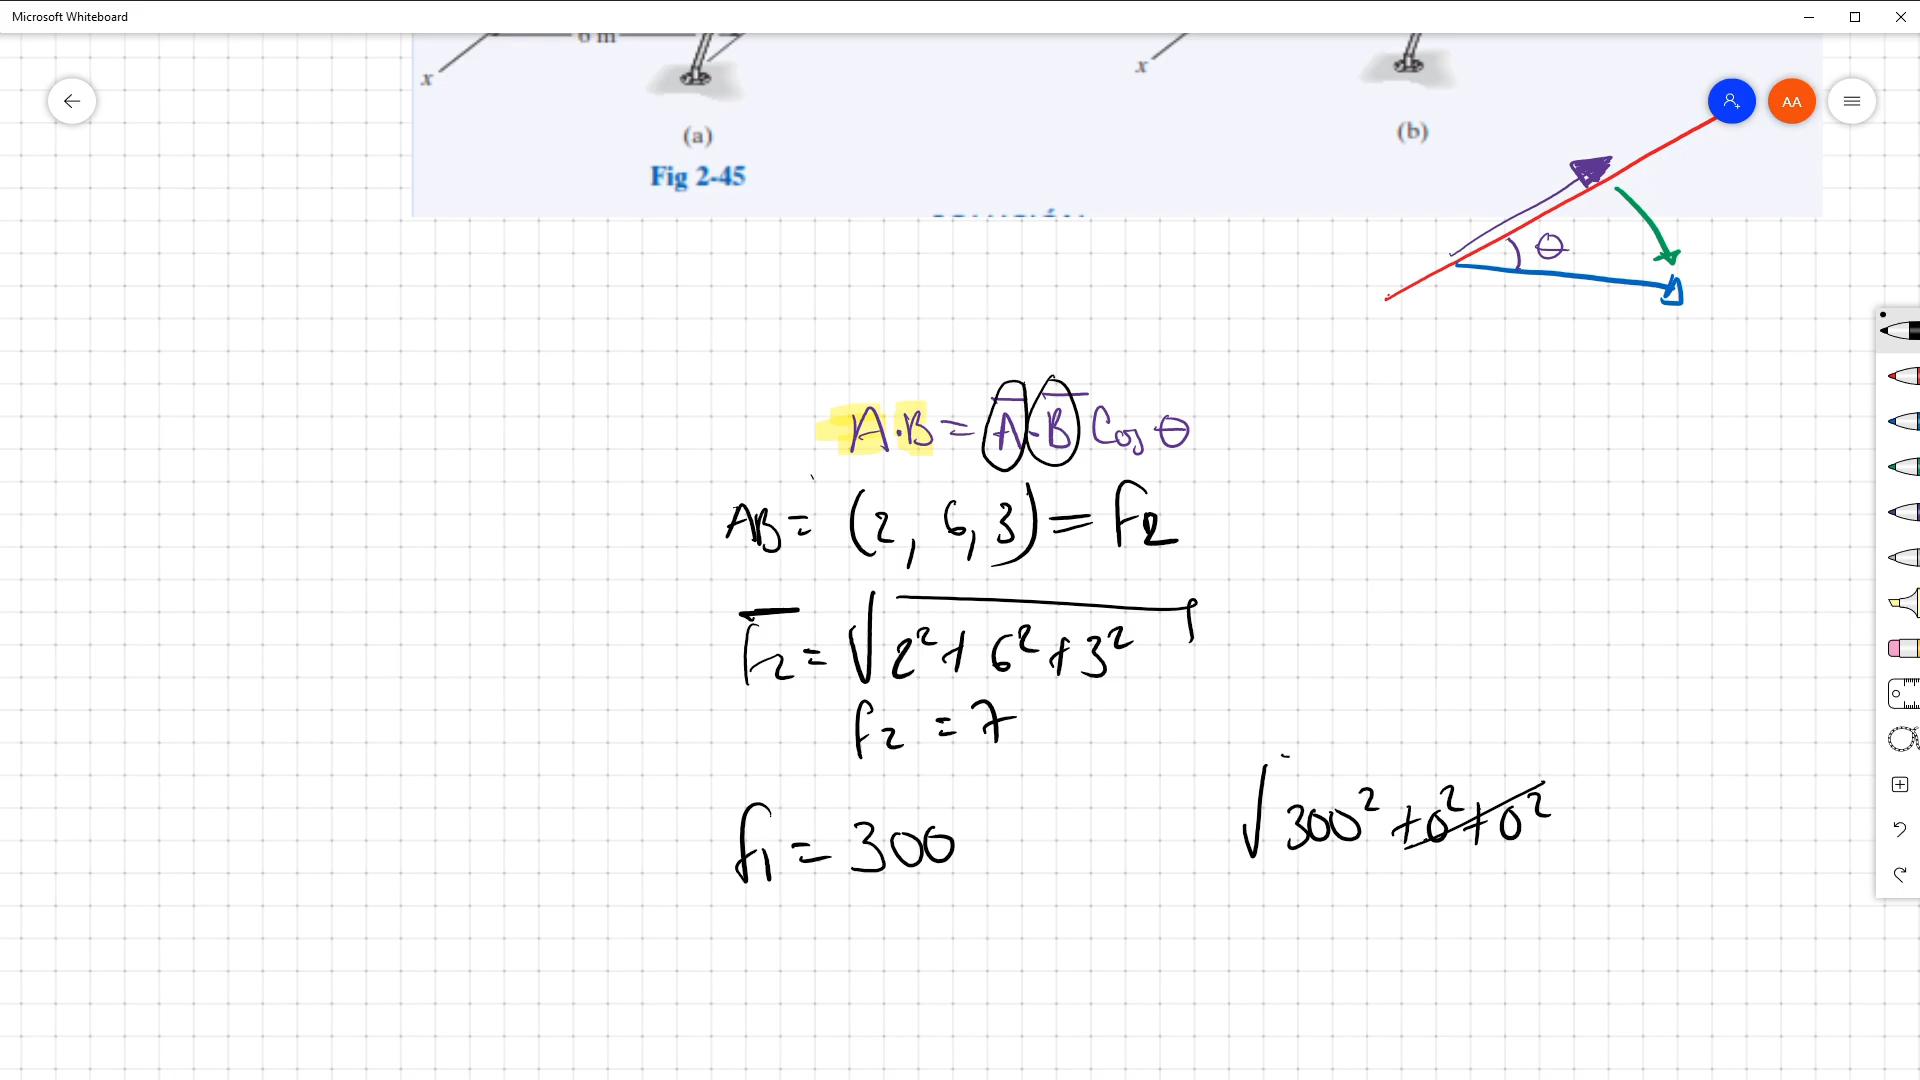 Microsoft Whiteboard
6 m
x
x
(a)
(b)
AA
Fig 2-45
SOLUCIÓN
θ
A·B = A·B Cos θ
AB = (2, 6, 3) = F2
F2 = √2² + 6² + 3²
F2 = 7
F1 = 300
√300² + 0² + 0²